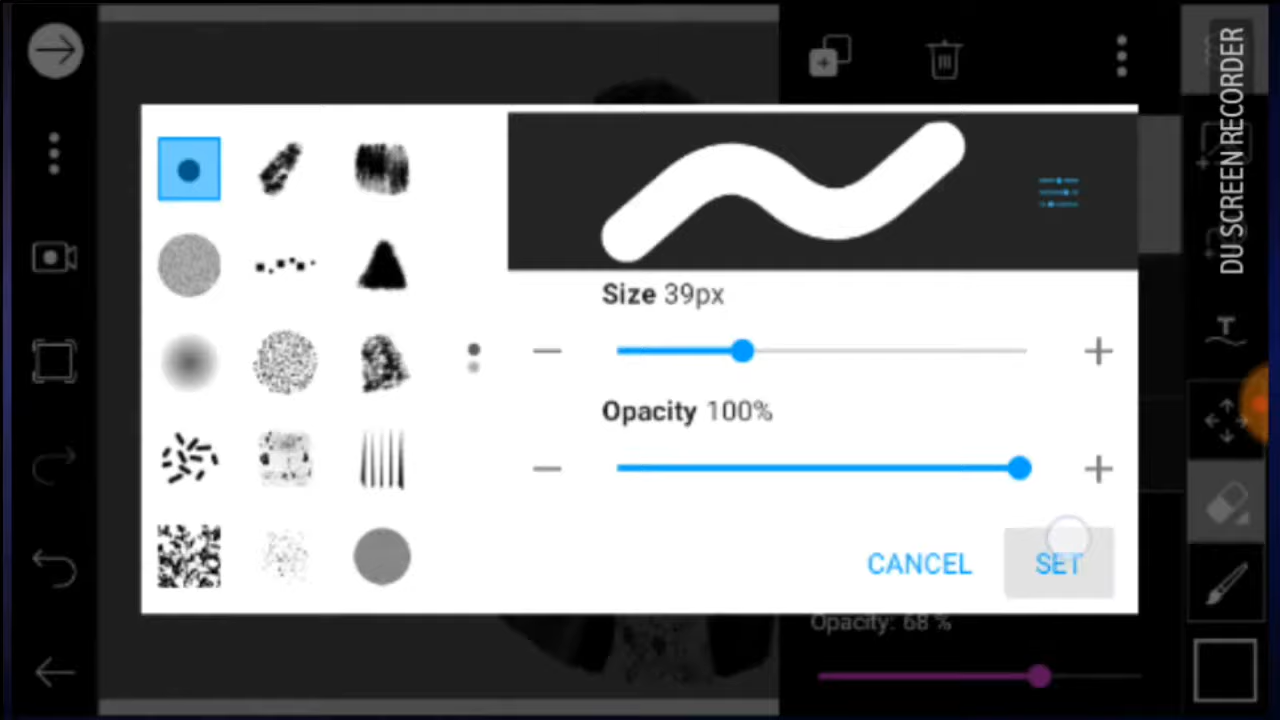 DU SCREEN RECORDER
Size 39px
Opacity 100%
CANCEL
SET
Opacity: 68 %
T